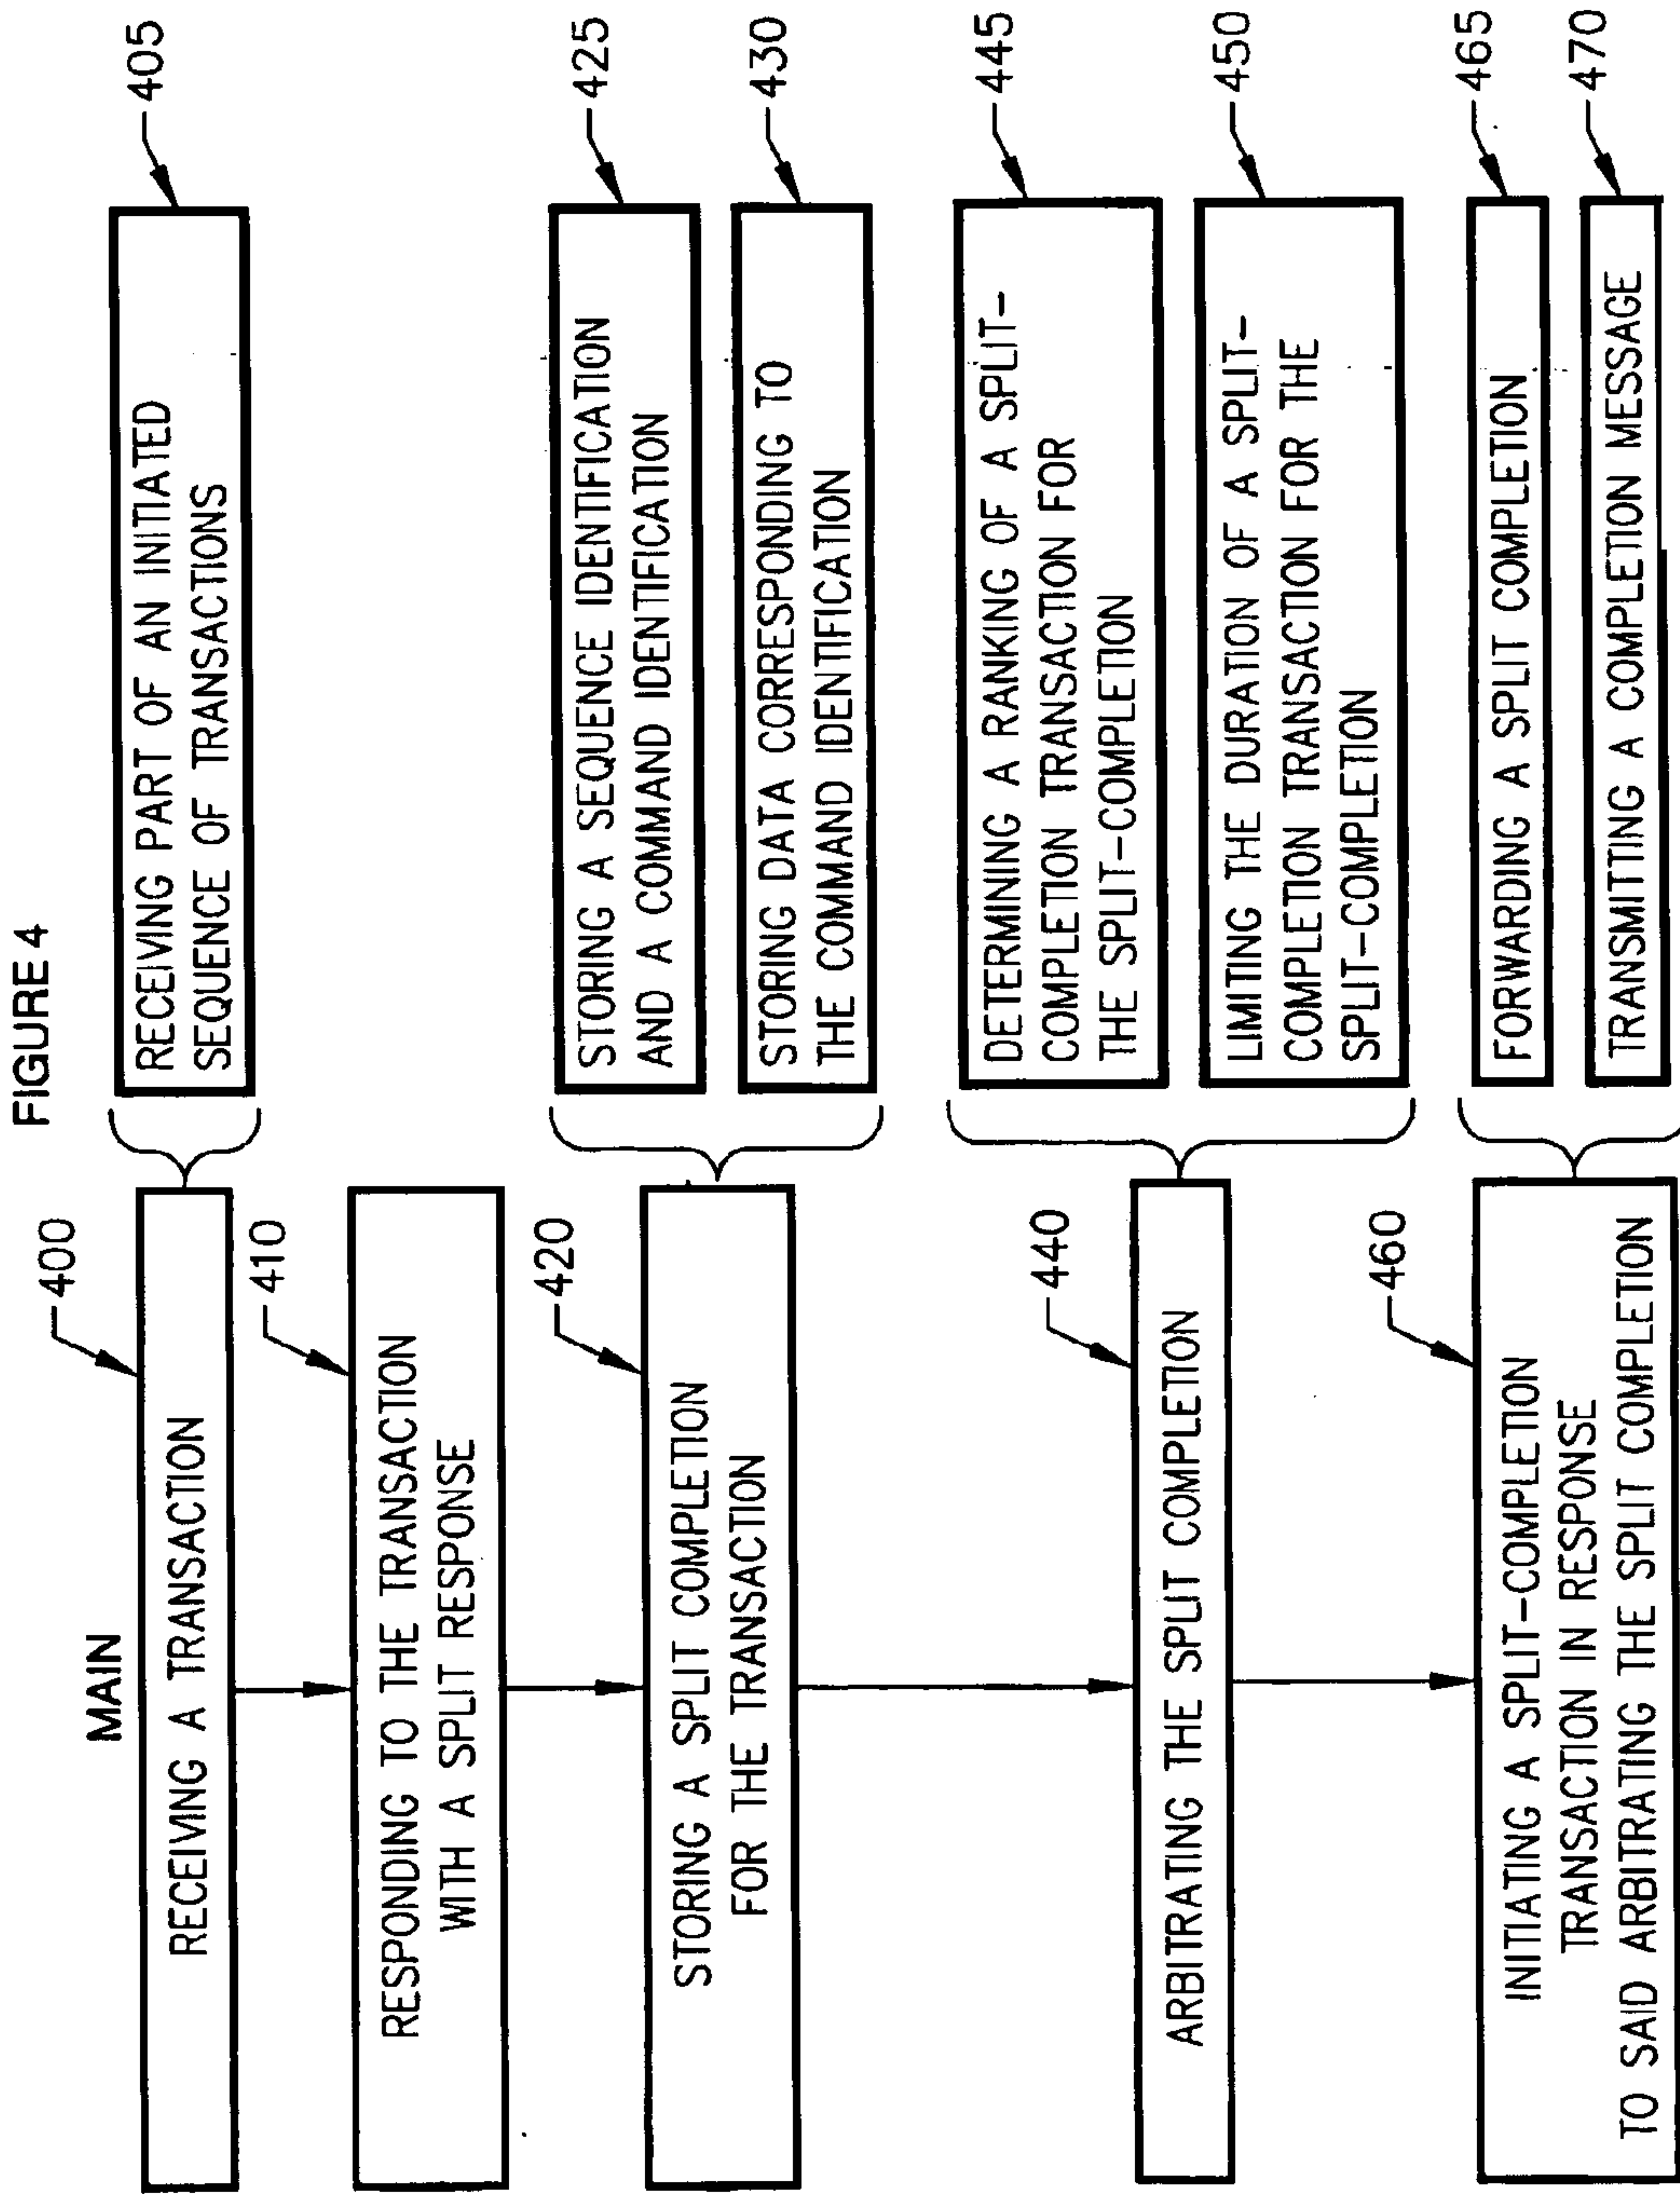 FIGURE 4
MAIN
400
RECEIVING A TRANSACTION
405
RECEIVING PART OF AN INITIATED
SEQUENCE OF TRANSACTIONS
410
RESPONDING TO THE TRANSACTION
WITH A SPLIT RESPONSE
420
STORING A SPLIT COMPLETION
FOR THE TRANSACTION
425
STORING A SEQUENCE IDENTIFICATION
AND A COMMAND IDENTIFICATION
430
STORING DATA CORRESPONDING TO
THE COMMAND IDENTIFICATION
440
ARBITRATING THE SPLIT COMPLETION
445
DETERMINING A RANKING OF A SPLIT-
COMPLETION TRANSACTION FOR
THE SPLIT-COMPLETION
450
LIMITING THE DURATION OF A SPLIT-
COMPLETION TRANSACTION FOR THE
SPLIT-COMPLETION
460
INITIATING A SPLIT-COMPLETION
TRANSACTION IN RESPONSE
TO SAID ARBITRATING THE SPLIT COMPLETION
465
FORWARDING A SPLIT COMPLETION
470
TRANSMITTING A COMPLETION MESSAGE